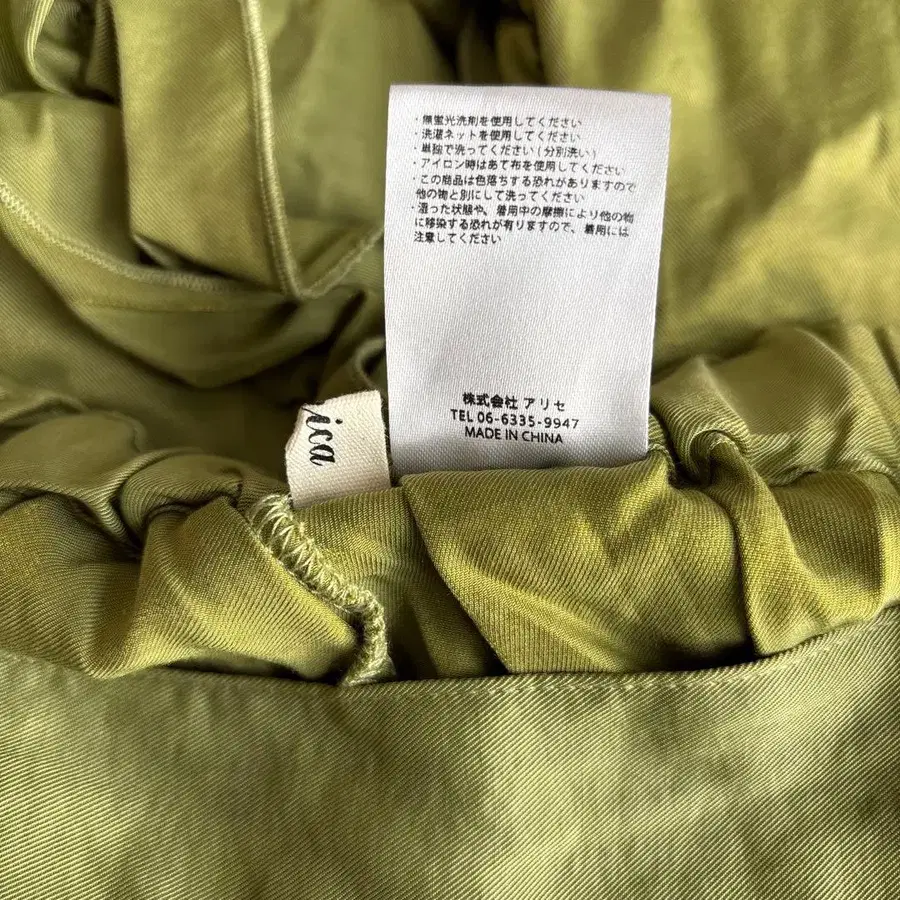 ・無蛍光洗剤を使用してください
・洗濯ネットを使用してください
・単独で洗ってください(分別洗い)
・アイロン時はあて布を使用してください
・この商品は色落ちする恐れがありますので
他の物と別にして洗ってください
・湿った状態や、着用中の摩擦により他の物
に移染する恐れが有りますので、着用には
注意してください
株式会社 アリセ
TEL 06-6335-9947
MADE IN CHINA
ica